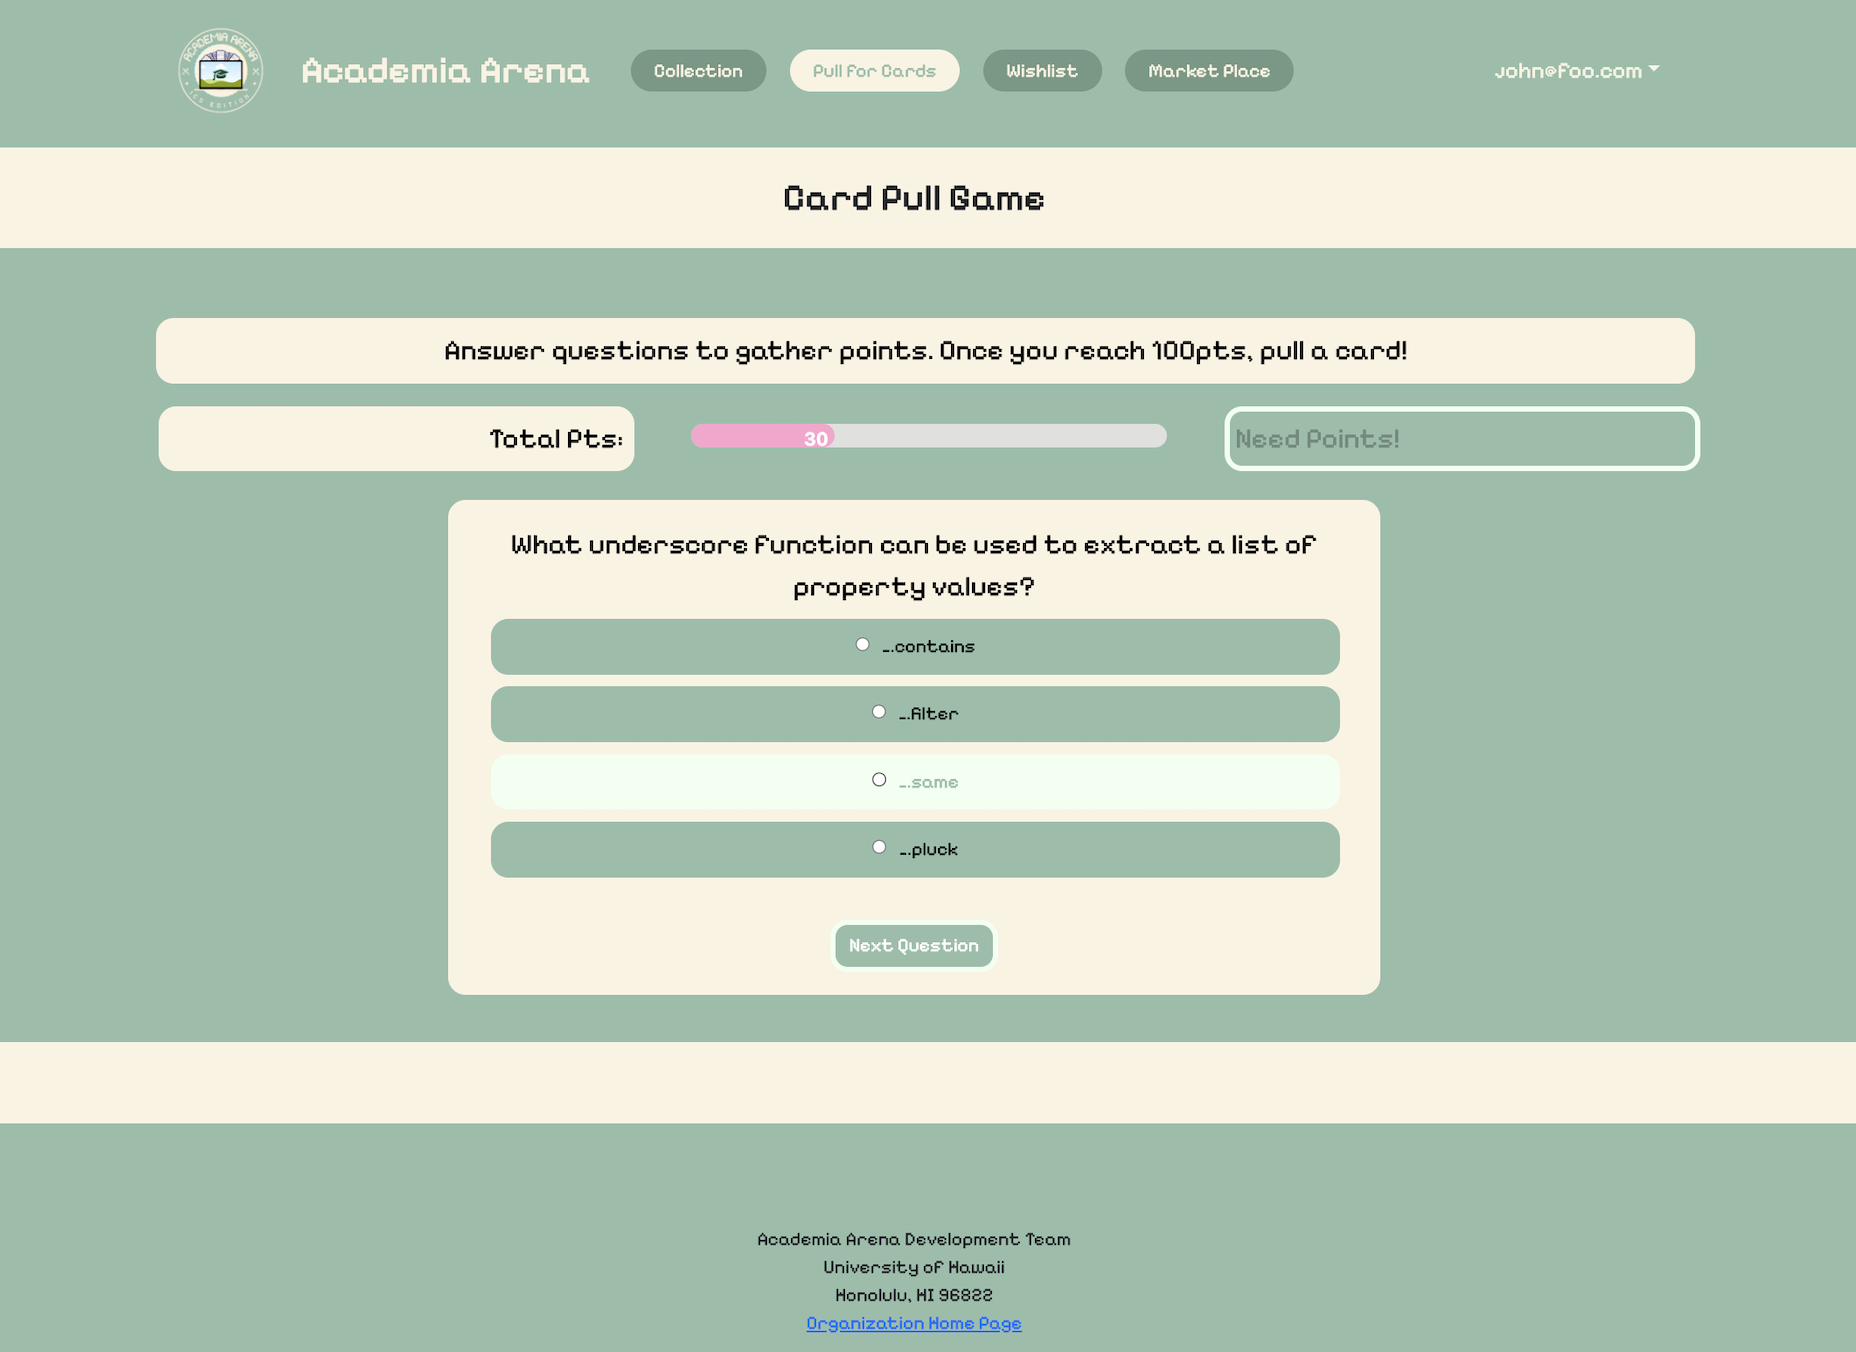 ACADEMIA ARENA
ICS EDITION
Academia Arena
Collection
Pull For Cards
Wishlist
Market Place
john@foo.com
Card Pull Game
Answer questions to gather points. Once you reach 100pts, pull a card!
Total Pts:
30
Need Points!
What underscore function can be used to extract a list of
property values?
_.contains
_.filter
_.same
_.pluck
Next Question
Academia Arena Development Team
University of Hawaii
Honolulu, HI 96822
Organization Home Page